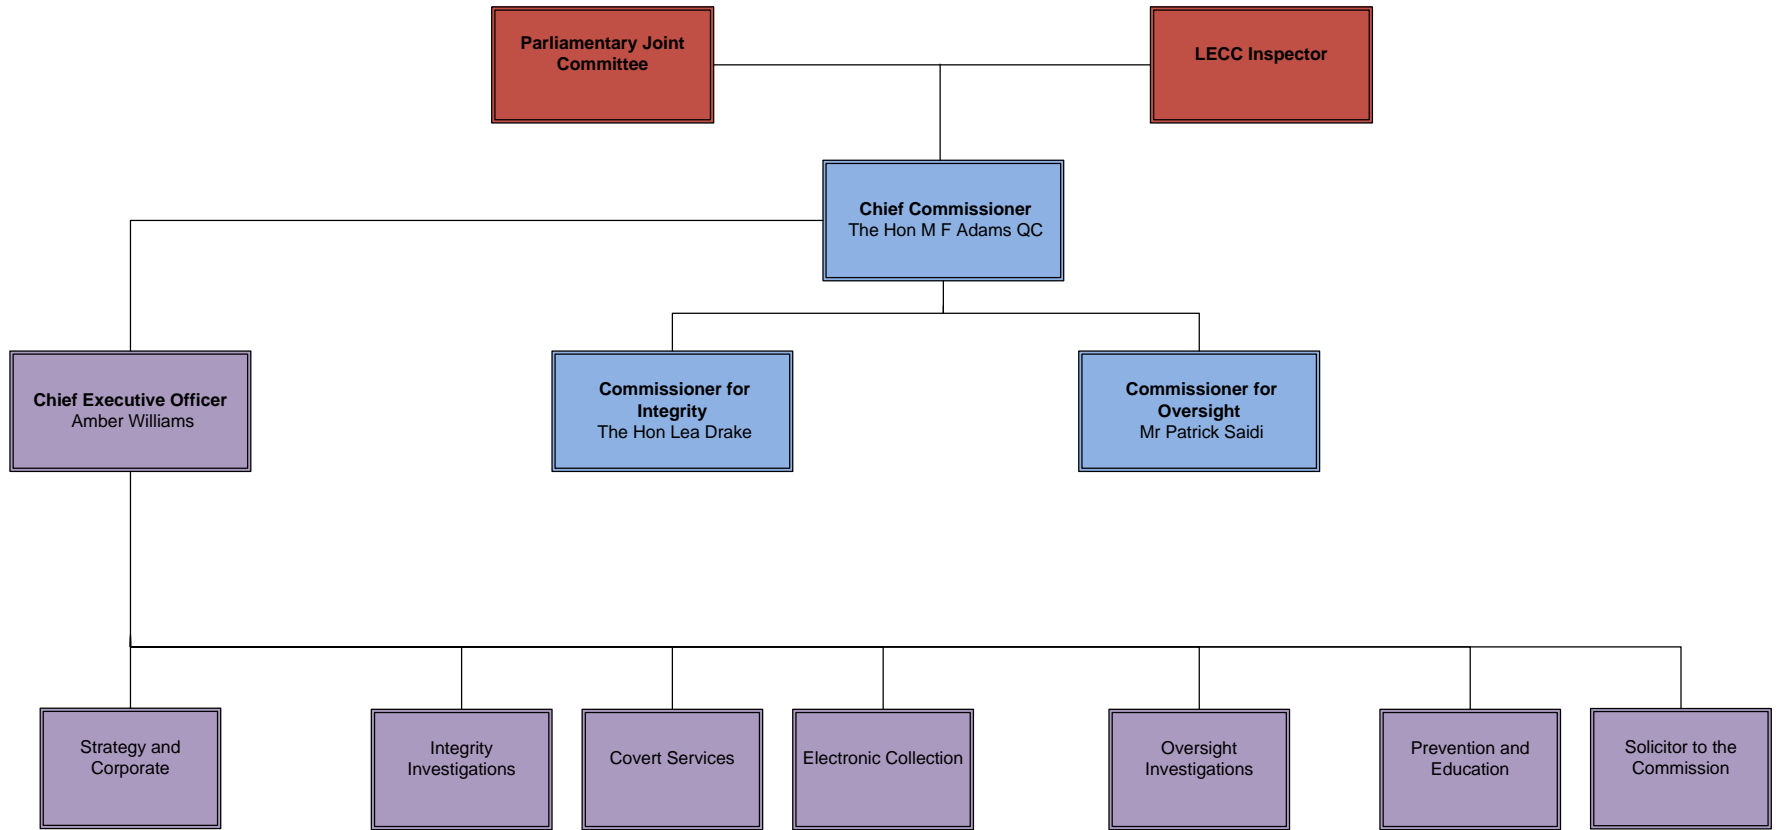 Parliamentary Joint
Committee
LECC Inspector
Chief Commissioner
The Hon M F Adams QC
Chief Executive Officer
Amber Williams
Commissioner for
Integrity
The Hon Lea Drake
Commissioner for
Oversight
Mr Patrick Saidi
Strategy and
Corporate
Integrity
Investigations
Covert Services
Electronic Collection
Oversight
Investigations
Prevention and
Education
Solicitor to the
Commission